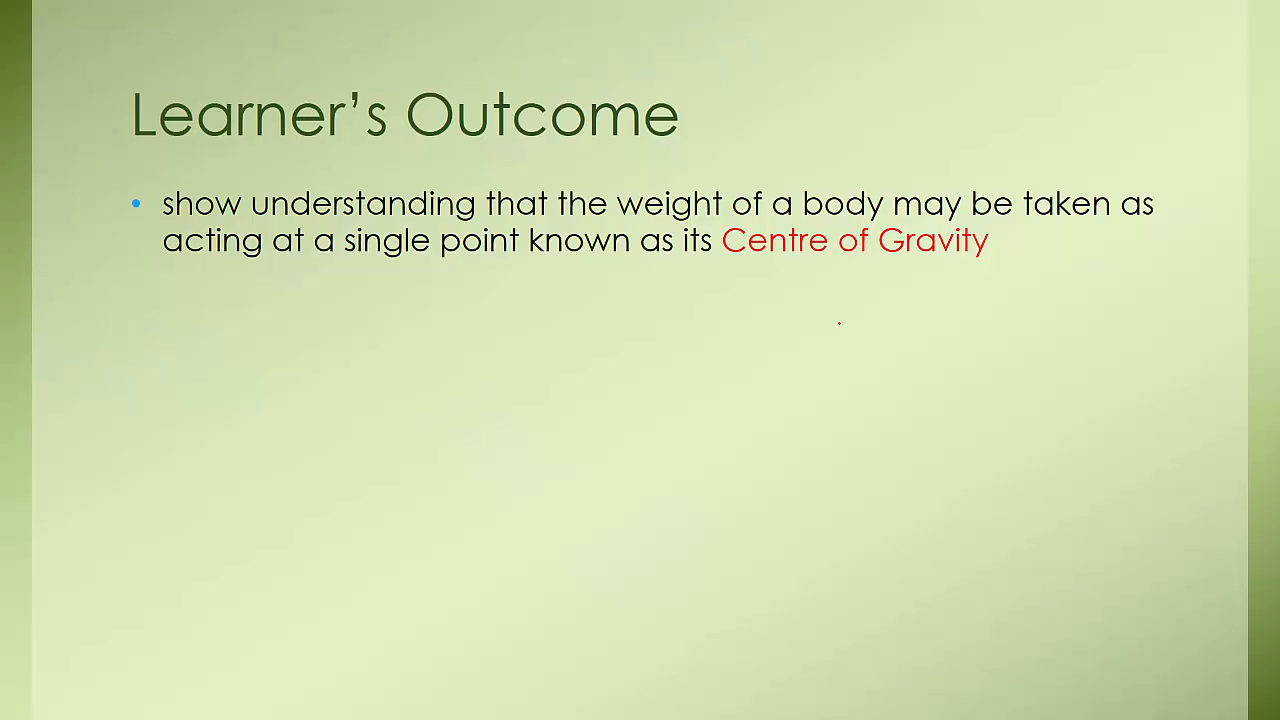 Learner’s Outcome
• show understanding that the weight of a body may be taken as
acting at a single point known as its Centre of Gravity